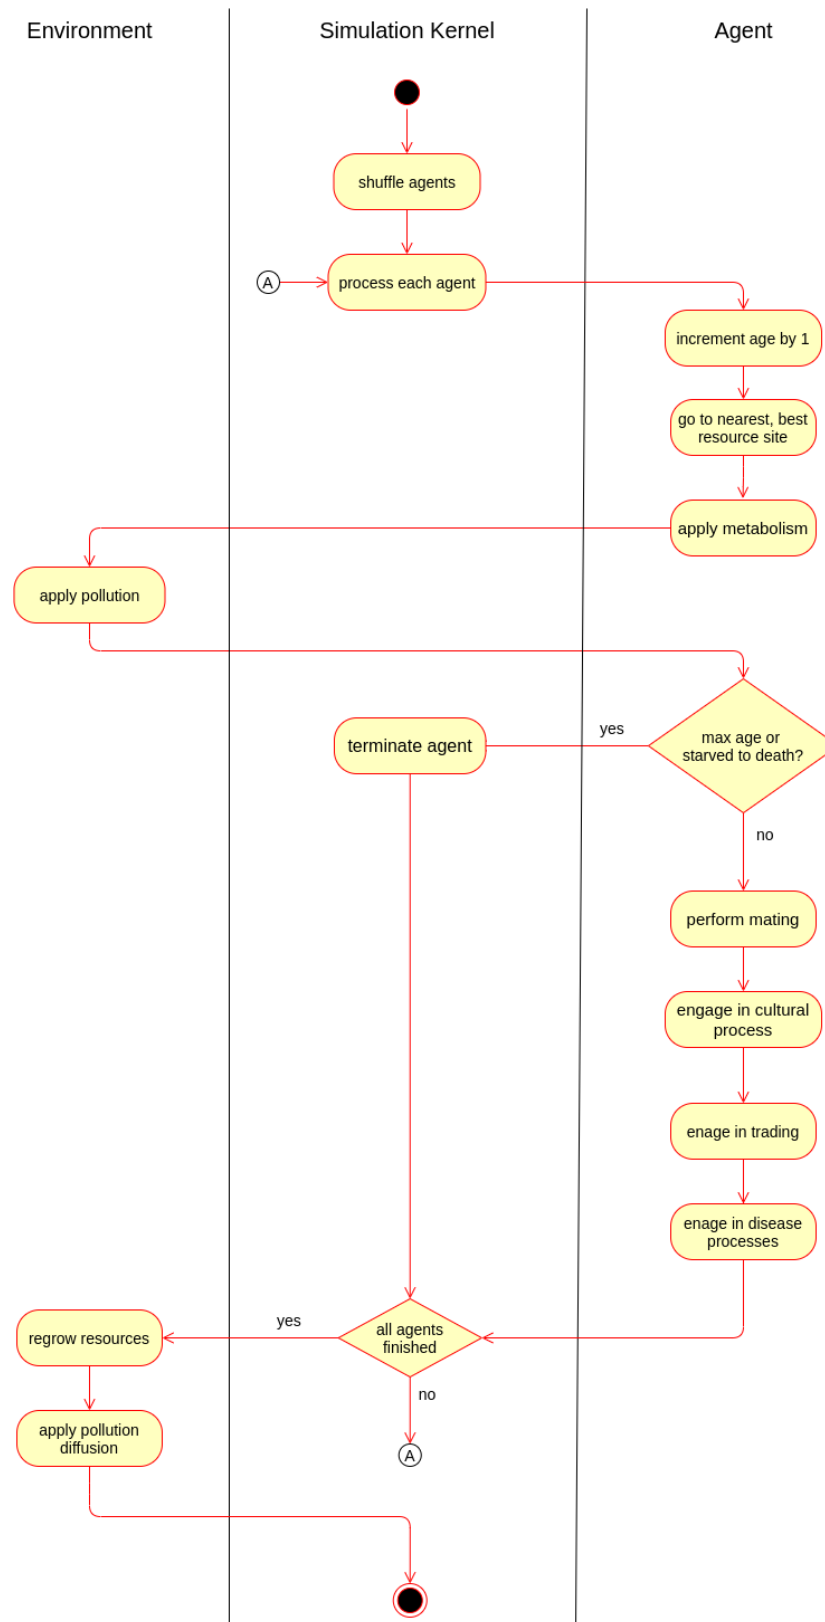 Environment
Simulation Kernel
Agent
shuffle agents
A
process each agent
increment age by 1
go to nearest, best
resource site
apply metabolism
apply pollution
terminate agent
yes
max age or
starved to death?
no
perform mating
engage in cultural
process
enage in trading
enage in disease
processes
regrow resources
yes
all agents
finished
no
apply pollution
diffusion
A